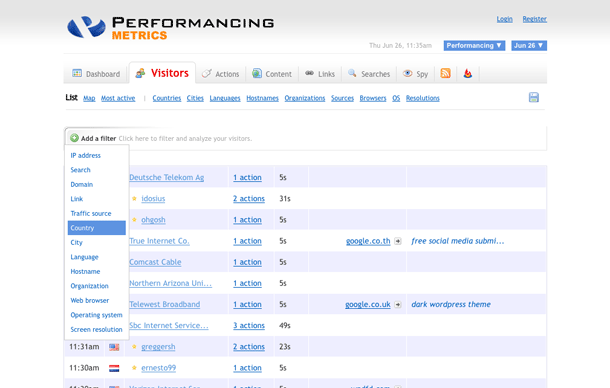 PERFORMANCING
METRICS
Login Register
Thu Jun 26, 11:35am Performancing ▼ Jun 26 ▼
Dashboard Visitors Actions Content Links Searches Spy
List Map Most active | Countries Cities Languages Hostnames Organizations Sources Browsers OS Resolutions
Add a filter Click here to filter and analyze your visitors.
IP address
Search
Domain
Link
Traffic source
Country
City
Language
Hostname
Organization
Web browser
Operating system
Screen resolution
Deutsche Telekom Ag 1 action 5s
idosius 2 actions 31s
ohgosh 1 action 5s
True Internet Co. 1 action 5s google.co.th free social media submi...
Comcast Cable 1 action 5s
Northern Arizona Uni... 1 action 5s
Telewest Broadband 1 action 5s google.co.uk dark wordpress theme
Sbc Internet Service... 3 actions 49s
11:31am greggersh 2 actions 23s
11:30am ernesto99 1 action 5s